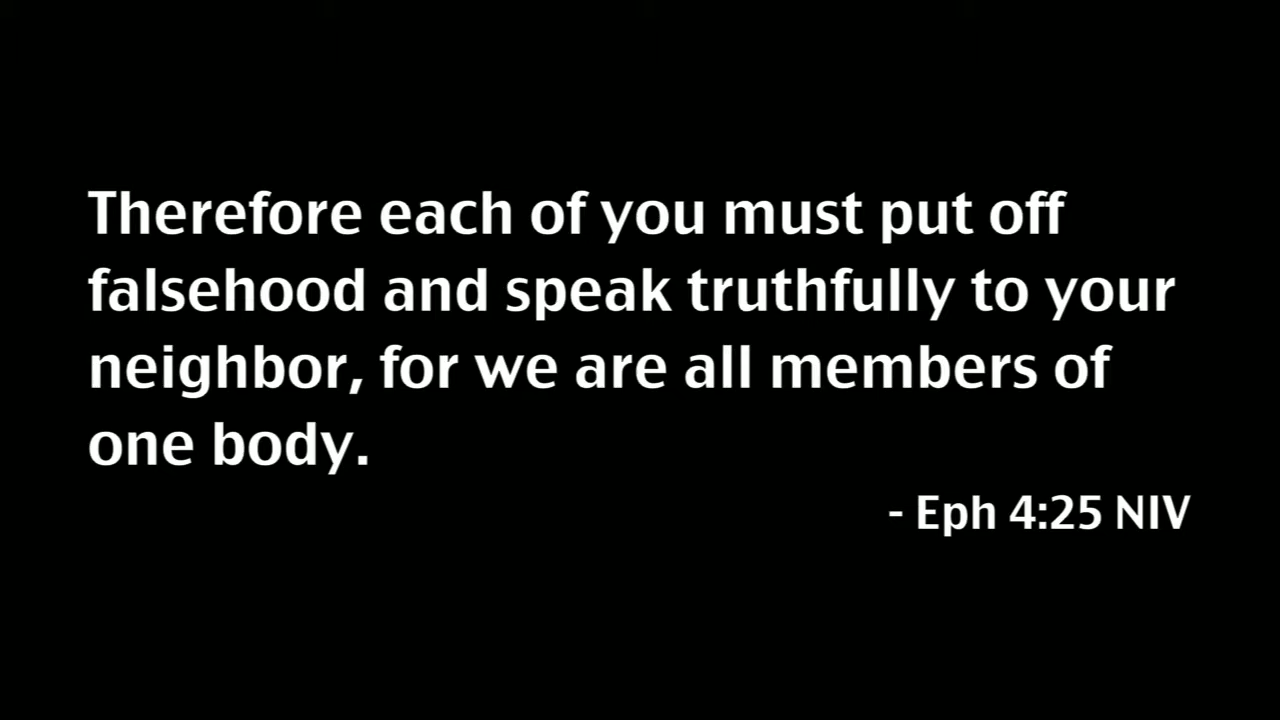 Therefore each of you must put off
falsehood and speak truthfully to your
neighbor, for we are all members of
one body.
- Eph 4:25 NIV